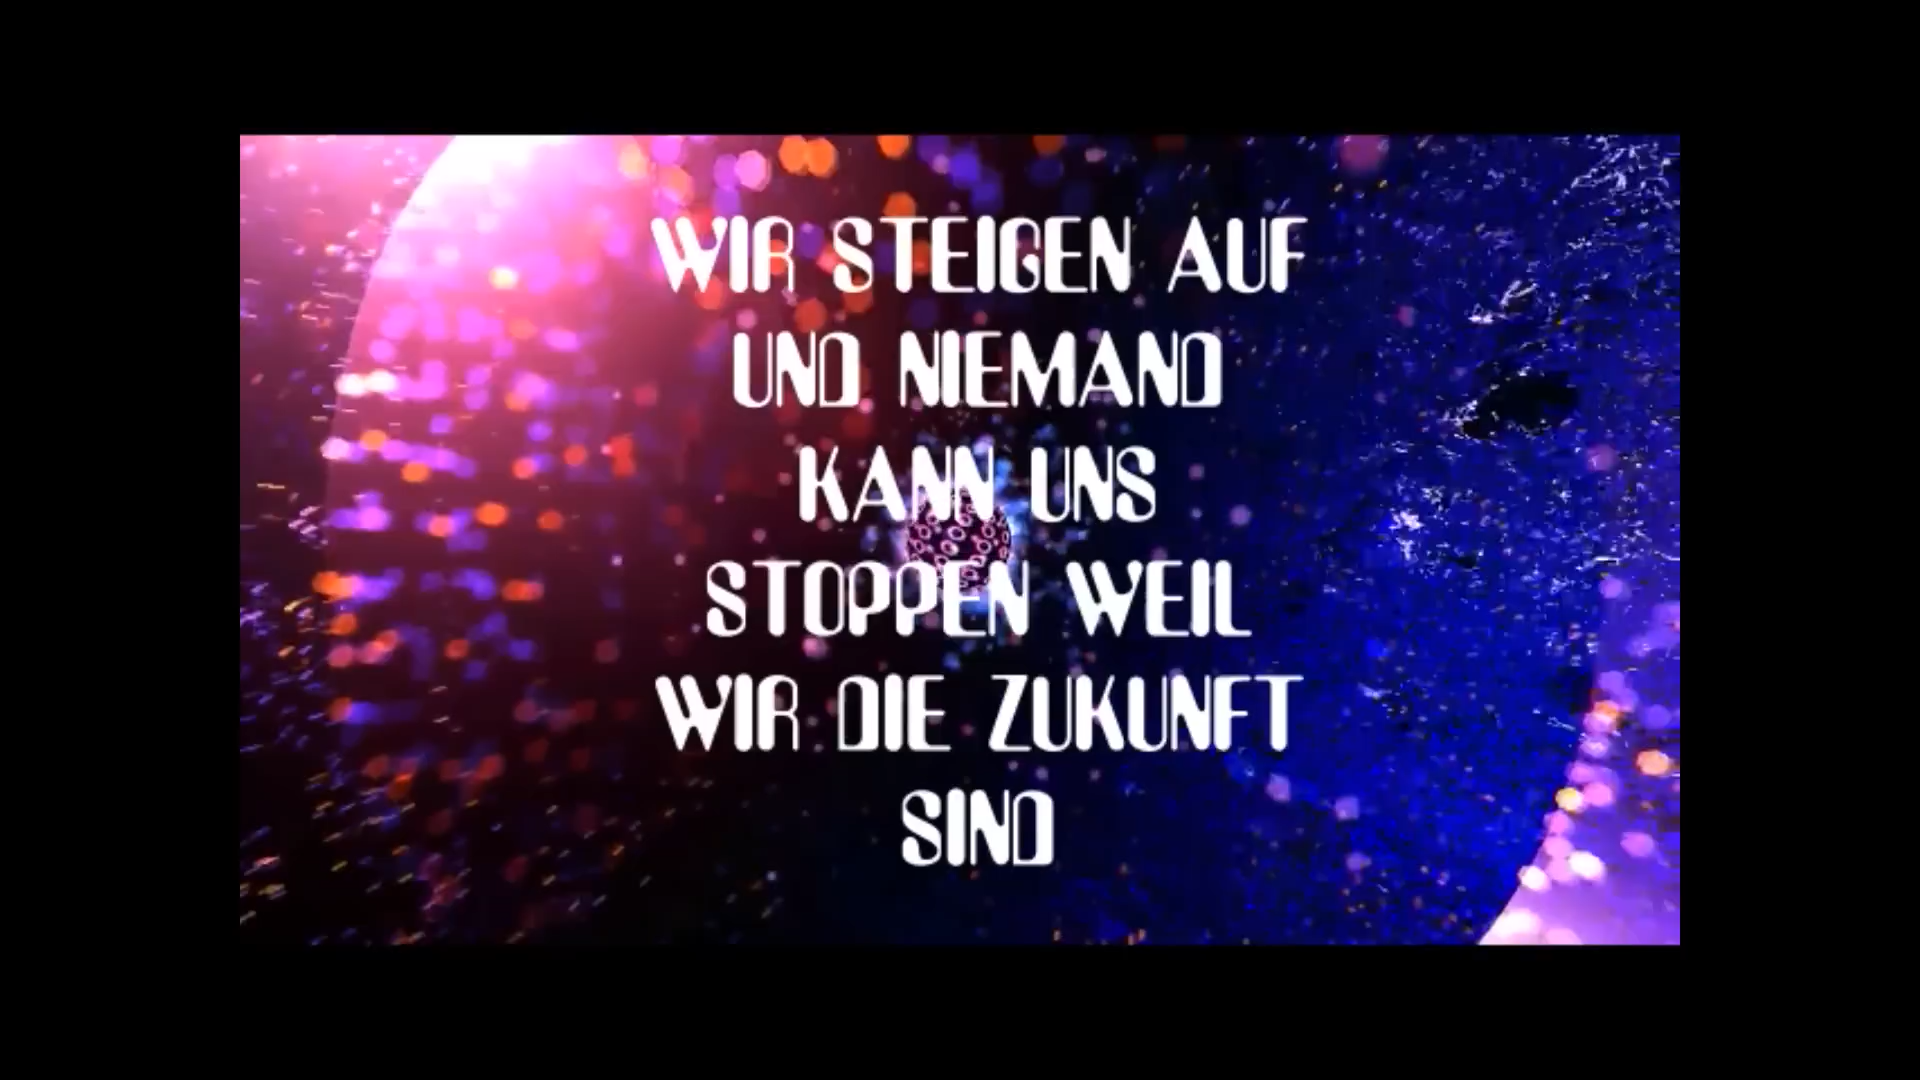 WIR STEIGEN AUF
UND NIEMAND
KANN UNS
STOPPEN WEIL
WIR DIE ZUKUNFT
SIND